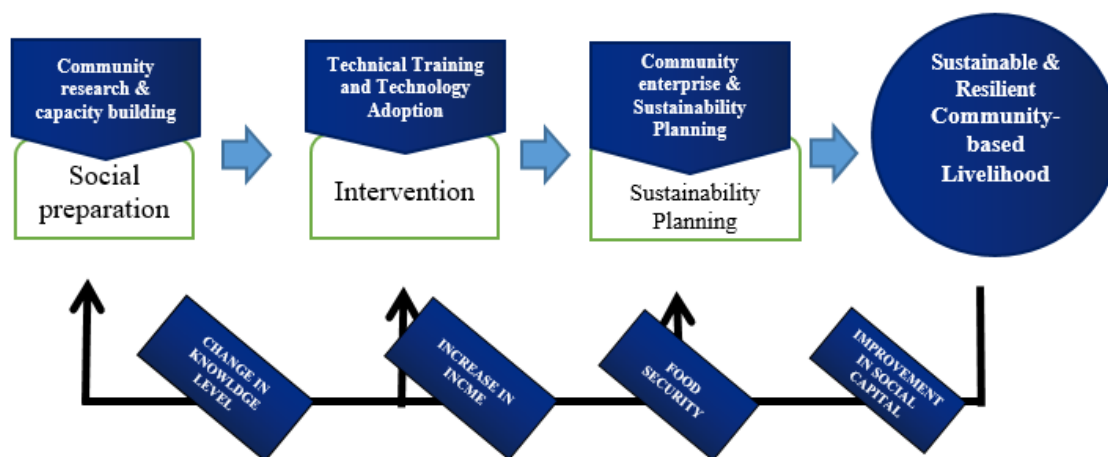 Community
research &
capacity building
Social
preparation
Technical Training
and Technology
Adoption
Intervention
Community
enterprise &
Sustainability
Planning
Sustainability
Planning
Sustainable &
Resilient
Community-
based
Livelihood
CHANGE IN
KNOWLDGE
LEVEL
INCREASE IN
INCME
FOOD
SECURITY
IMPROVEMENT
IN SOCIAL
CAPITAL